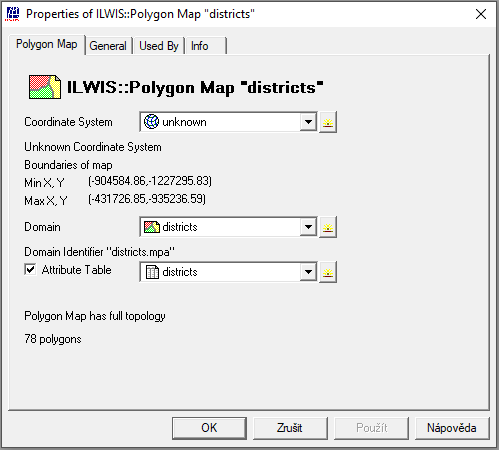 Properties of ILWIS::Polygon Map "districts"
Polygon Map General Used By Info
ILWIS::Polygon Map "districts"
Coordinate System unknown
Unknown Coordinate System
Boundaries of map
Min X, Y (-904584.86,-1227295.83)
Max X, Y (-431726.85,-935236.59)
Domain districts
Domain Identifier "districts.mpa"
Attribute Table districts
Polygon Map has full topology
78 polygons
OK Zrušit Použít Nápověda